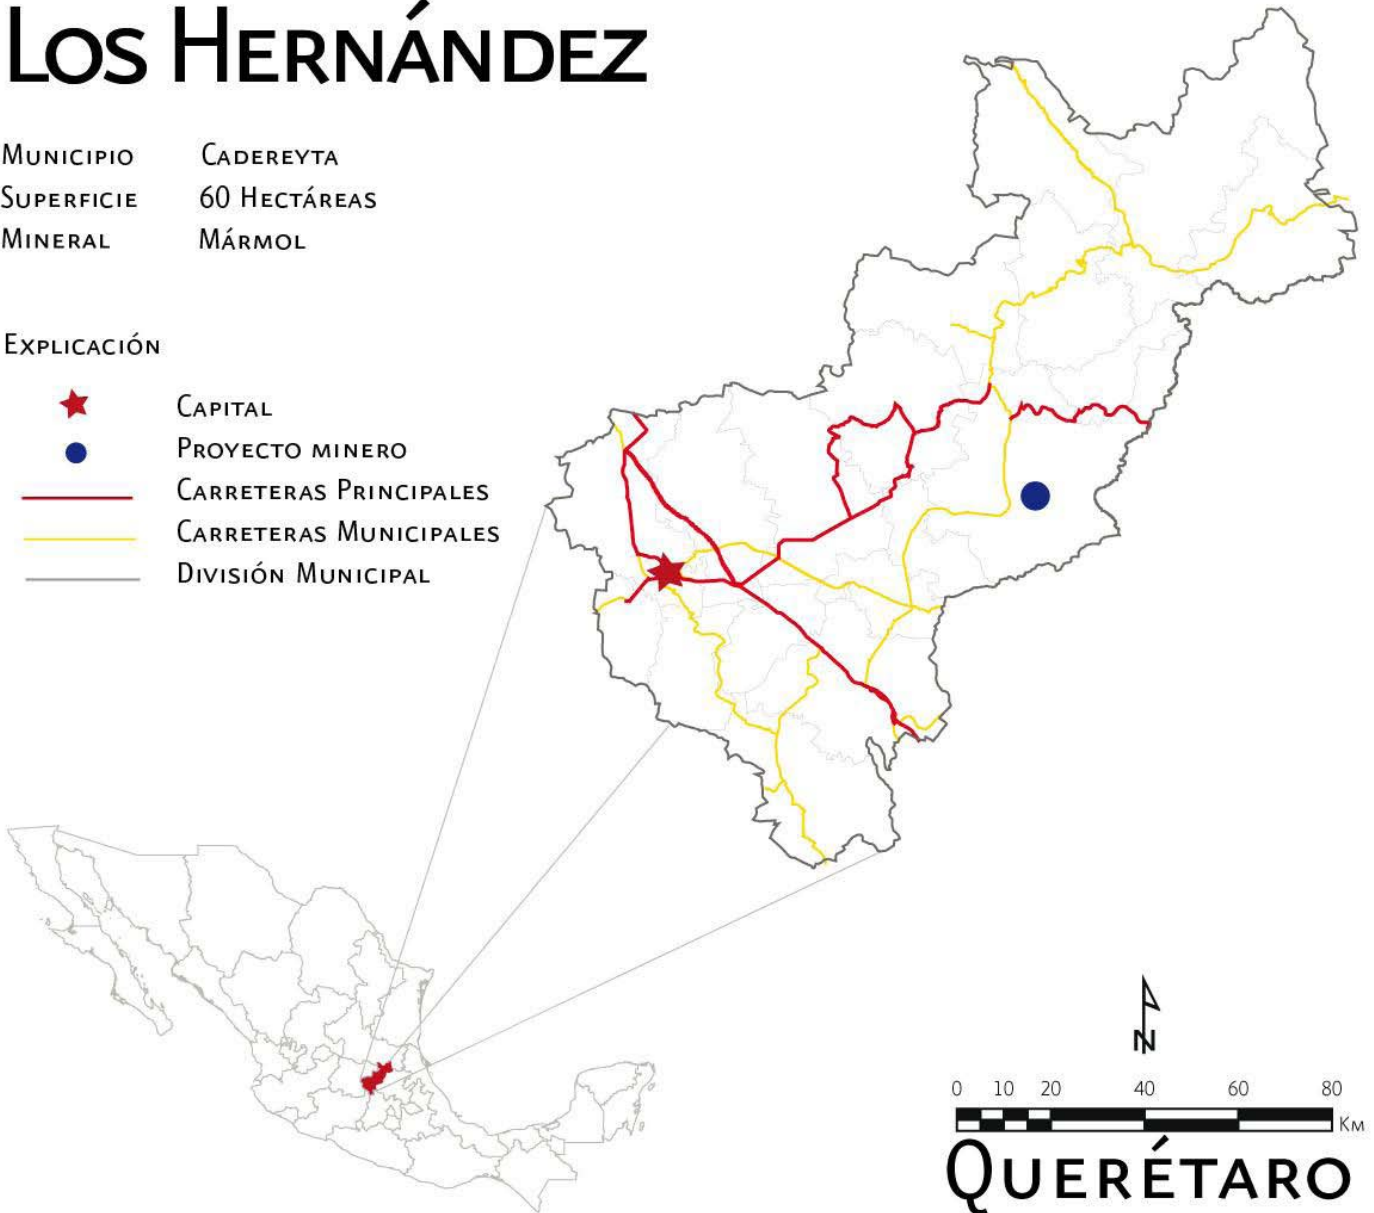 Los Hernández
Municipio Cadereyta
Superficie 60 Hectáreas
Mineral Mármol
Explicación
Capital
Proyecto minero
Carreteras Principales
Carreteras Municipales
División Municipal
N
0 10 20 40 60 80
Km
Querétaro